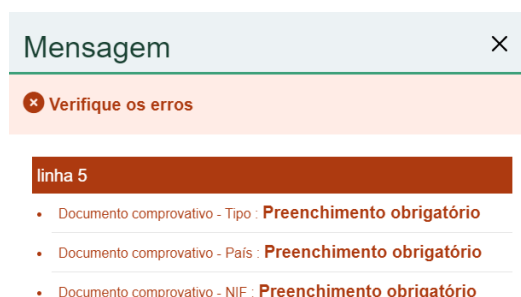 Mensagem
Verifique os erros
linha 5
Documento comprovativo - Tipo : Preenchimento obrigatório
Documento comprovativo - País : Preenchimento obrigatório
Documento comprovativo - NIF : Preenchimento obrigatório